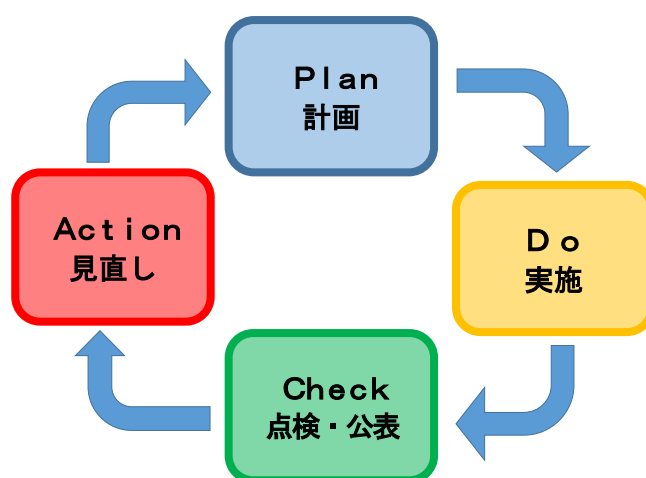 Ｐｌａｎ
計画
Ｄｏ
実施
Ｃｈｅｃｋ
点検・公表
Ａｃｔｉｏｎ
見直し